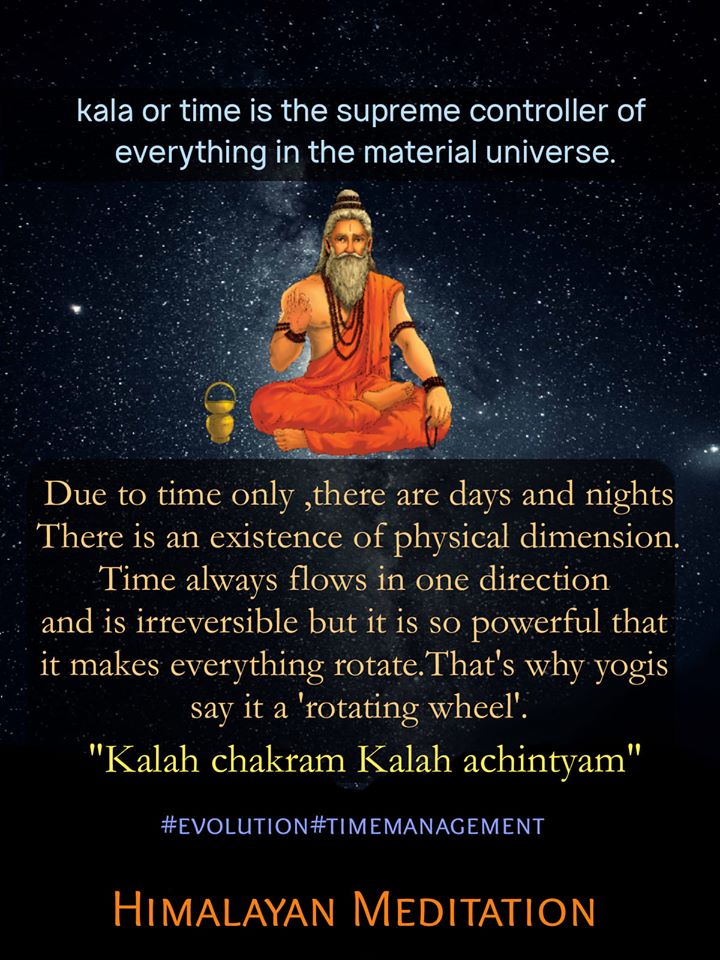 kala or time is the supreme controller of
everything in the material universe.
Due to time only ,there are days and nights
There is an existence of physical dimension.
Time always flows in one direction
and is irreversible but it is so powerful that
it makes everything rotate.That's why yogis
say it a 'rotating wheel'.
"Kalah chakram Kalah achintyam"
#EVOLUTION#TIMEMANAGEMENT
HIMALAYAN MEDITATION